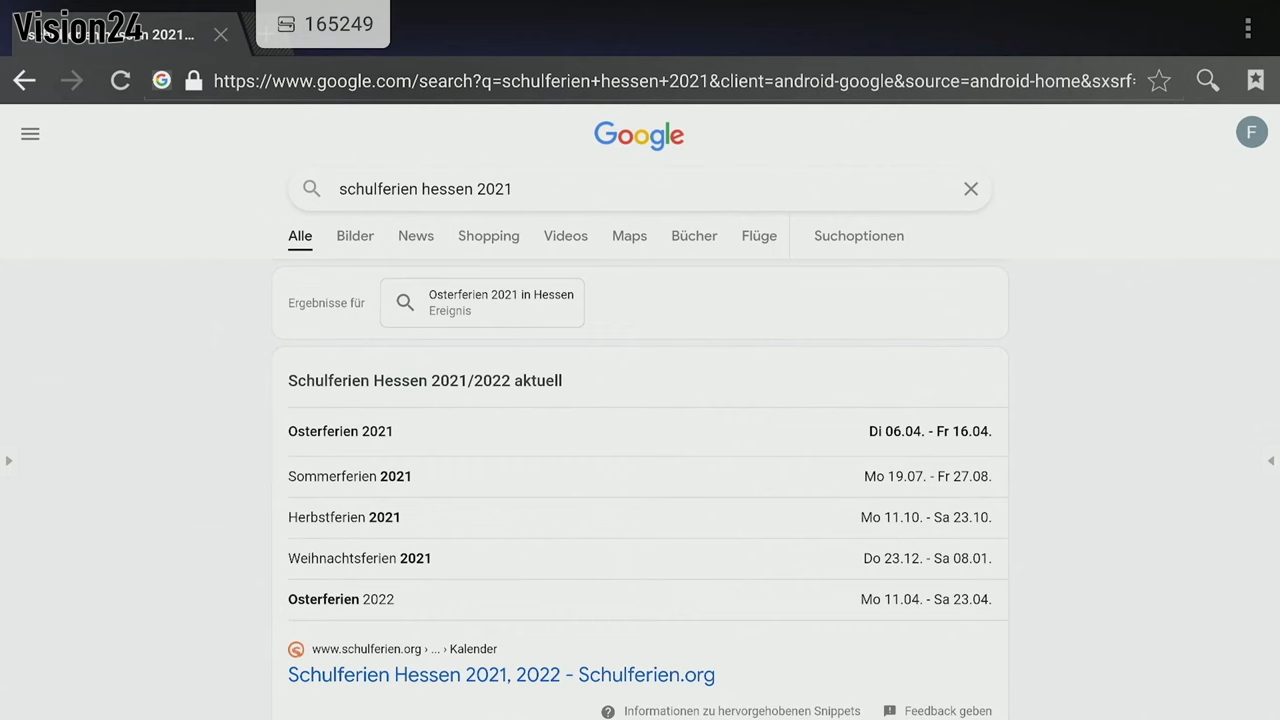 Vision24
n 2021...
165249
https://www.google.com/search?q=schulferien+hessen+2021&client=android-google&source=android-home&sxsrf=
Google
F
schulferien hessen 2021
Alle Bilder News Shopping Videos Maps Bücher Flüge Suchoptionen
Ergebnisse für
Osterferien 2021 in Hessen
Ereignis
Schulferien Hessen 2021/2022 aktuell
Osterferien 2021 Di 06.04. - Fr 16.04.
Sommerferien 2021 Mo 19.07. - Fr 27.08.
Herbstferien 2021 Mo 11.10. - Sa 23.10.
Weihnachtsferien 2021 Do 23.12. - Sa 08.01.
Osterferien 2022 Mo 11.04. - Sa 23.04.
www.schulferien.org › ... › Kalender
Schulferien Hessen 2021, 2022 - Schulferien.org
Informationen zu hervorgehobenen Snippets Feedback geben